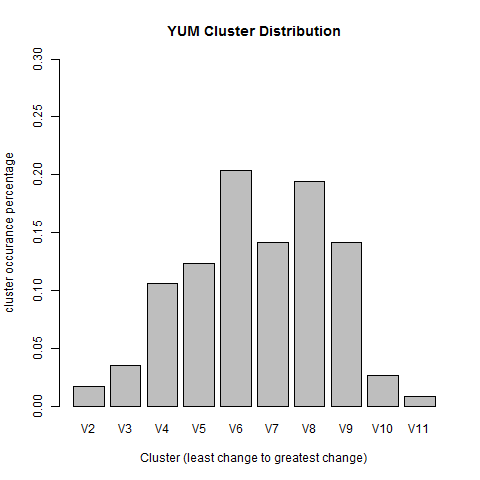 YUM Cluster Distribution
cluster occurance percentage
0.30
0.25
0.20
0.15
0.10
0.05
0.00
V2 V3 V4 V5 V6 V7 V8 V9 V10 V11
Cluster (least change to greatest change)